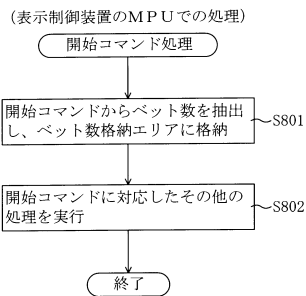 （表示制御装置のＭＰＵでの処理）
開始コマンド処理
開始コマンドからベット数を抽出
し、ベット数格納エリアに格納
S801
開始コマンドに対応したその他の
処理を実行
S802
終了